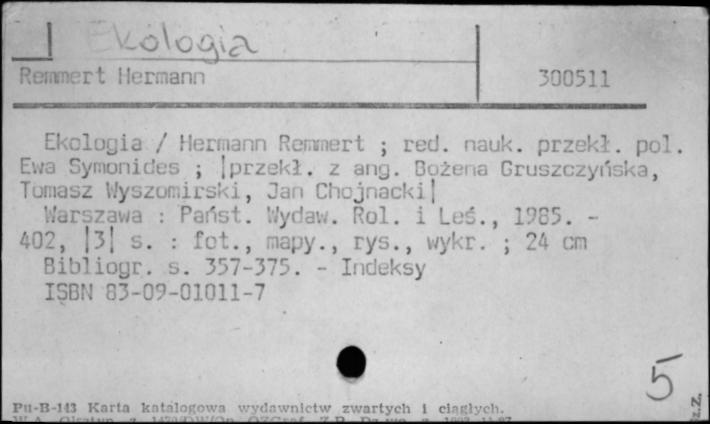 Ekologia
Remmert Hermann 300511
Ekologia / Hermann Remmert ; red. nauk. przekł. pol.
Ewa Symonides ; |przekł. z ang. Bożena Gruszczyńska,
Tomasz Wyszomirski, Jan Chojnacki|
Warszawa : Państ. Wydaw. Rol. i Leś., 1985. -
402, |3| s. : fot., mapy., rys., wykr. ; 24 cm
Bibliogr. s. 357-375. - Indeksy
ISBN 83-09-01011-7
5
Pu-B-143 Karta katalogowa wydawnictw zwartych i ciągłych.